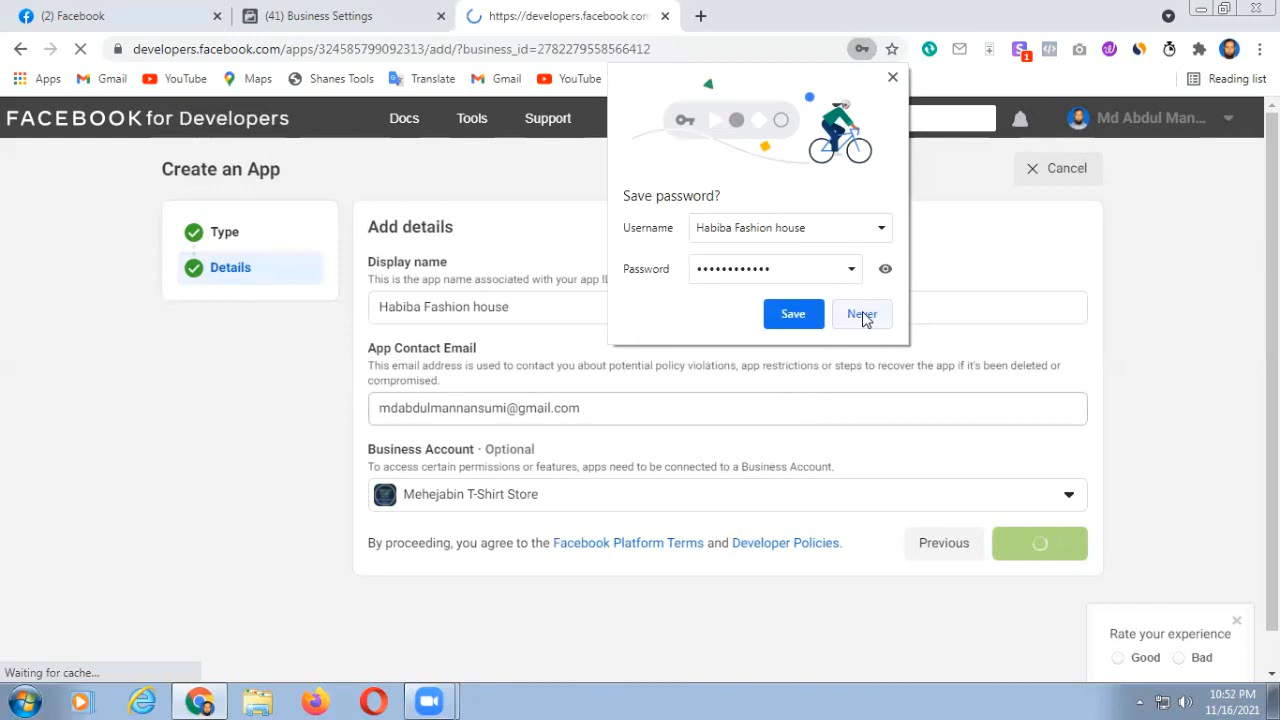 (2) Facebook
(41) Business Settings
https://developers.facebook.com
developers.facebook.com/apps/324585799092313/add/?business_id=2782279558566412
1
Apps
Gmail
YouTube
Maps
Shanes Tools
Translate
Gmail
YouTube
Reading list
FACEBOOK for Developers
Docs
Tools
Support
Md Abdul Man...
Create an App
Cancel
Type
Details
Save password?
Username
Habiba Fashion house
Password
••••••••••••
Save
Never
Add details
Display name
This is the app name associated with your app ID
Habiba Fashion house
App Contact Email
This email address is used to contact you about potential policy violations, app restrictions or steps to recover the app if it's been deleted or
compromised.
mdabdulmannansumi@gmail.com
Business Account · Optional
To access certain permissions or features, apps need to be connected to a Business Account.
Mehejabin T-Shirt Store
By proceeding, you agree to the Facebook Platform Terms and Developer Policies.
Previous
Rate your experience
Good
Bad
Waiting for cache...
10:52 PM
11/16/2021